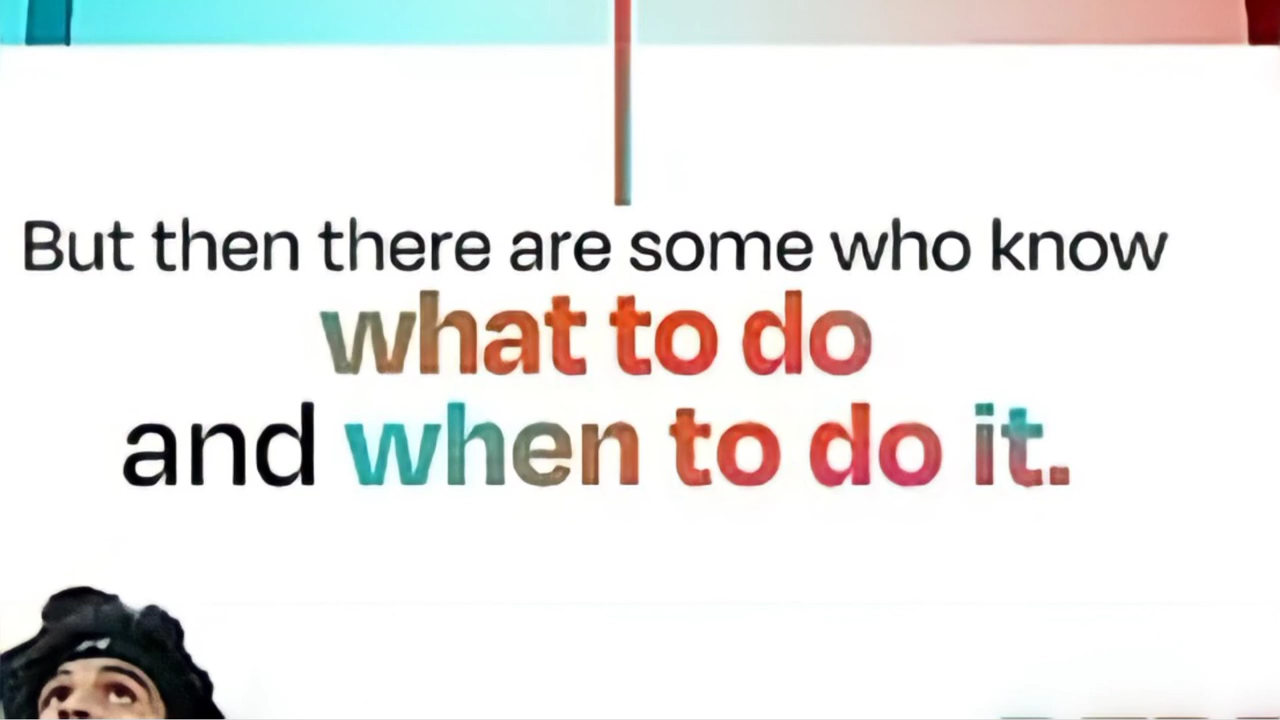 But then there are some who know
what to do
and when to do it.